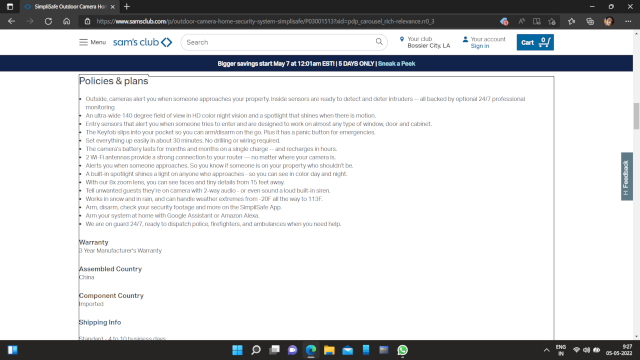 SimpliSafe Outdoor Camera Hom
https://www.samsclub.com/p/outdoor-camera-home-security-system-simplisafe/P03001513?aid=pdp_carousel_rich-relevance.rr0_3
Menu
sam's club
Search
Your club
Bossier City, LA
Your account
Sign in
Cart 0
Bigger savings start May 7 at 12:01am EST! | 5 DAYS ONLY | Sneak a Peek
Policies & plans
Outside, cameras alert you when someone approaches your property. Inside sensors are ready to detect and deter intruders — all backed by optional 24/7 professional
monitoring
An ultra wide 140 degree field of view in HD color night vision and a spotlight that shines when there is motion.
Entry sensors that alert you when someone tries to enter and are designed to work on almost any type of window, door and cabinet.
The Keyfob slips into your pocket so you can arm/disarm on the go. Plus it has a panic button for emergencies.
Set everything up easily in about 30 minutes. No drilling or wiring required.
The camera's battery lasts for months and months on a single charge — and recharges in hours.
2 Wi-Fi antennas provide a strong connection to your router — no matter where your camera is.
Alerts you when someone approaches. So you know if someone is on your property who shouldn't be.
A built-in spotlight shines a light on anyone who approaches - so you can see in color day and night.
With our 8x zoom lens, you can see faces and tiny details from 15 feet away.
Tell unwanted guests they're on camera with 2-way audio - or even sound a loud built-in siren.
Works in snow and in rain, and can handle weather extremes from -20F all the way to 113F.
Arm, disarm, check your security footage and more on the SimpliSafe App.
Arm your system at home with Google Assistant or Amazon Alexa.
We are on guard 24/7, ready to dispatch police, firefighters, and ambulances when you need help.
Warranty
3 Year Manufacturer's Warranty
Assembled Country
China
Component Country
Imported
Shipping Info
Standard - 4 to 10 business days
Feedback
ENG
IN
9:27
05-05-2022